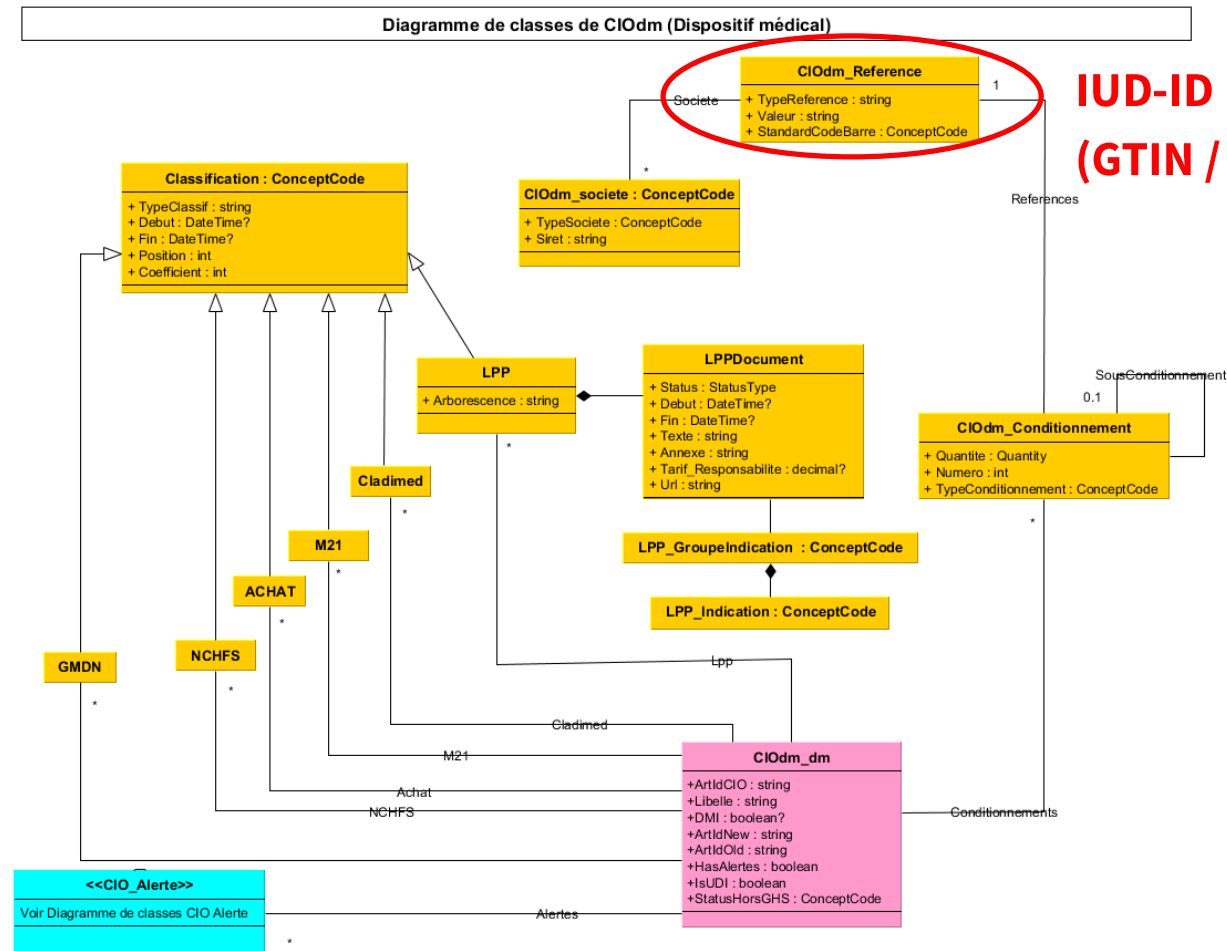 Diagramme de classes de CIOdm (Dispositif médical)
CIOdm_Reference
+ TypeReference : string
+ Valeur : string
+ StandardCodeBarre : ConceptCode
1
IUD-ID
(GTIN /
Societe
*
References
Classification : ConceptCode
+ TypeClassif : string
+ Debut : DateTime?
+ Fin : DateTime?
+ Position : int
+ Coefficient : int
CIOdm_societe : ConceptCode
+ TypeSociete : ConceptCode
+ Siret : string
LPP
+ Arborescence : string
*
LPPDocument
+ Status : StatusType
+ Debut : DateTime?
+ Fin : DateTime?
+ Texte : string
+ Annexe : string
+ Tarif_Responsabilite : decimal?
+ Url : string
SousConditionnement
0.1
CIOdm_Conditionnement
+ Quantite : Quantity
+ Numero : int
+ TypeConditionnement : ConceptCode
*
Cladimed
*
M21
*
ACHAT
*
NCHFS
*
GMDN
*
LPP_GroupeIndication : ConceptCode
LPP_Indication : ConceptCode
Lpp
Cladimed
M21
Achat
NCHFS
Conditionnements
CIOdm_dm
+ArtIdCIO : string
+Libelle : string
+DMI : boolean?
+ArtIdNew : string
+ArtIdOld : string
+HasAlertes : boolean
+IsUDI : boolean
+StatusHorsGHS : ConceptCode
<<CIO_Alerte>>
Voir Diagramme de classes CIO Alerte
Alertes
*